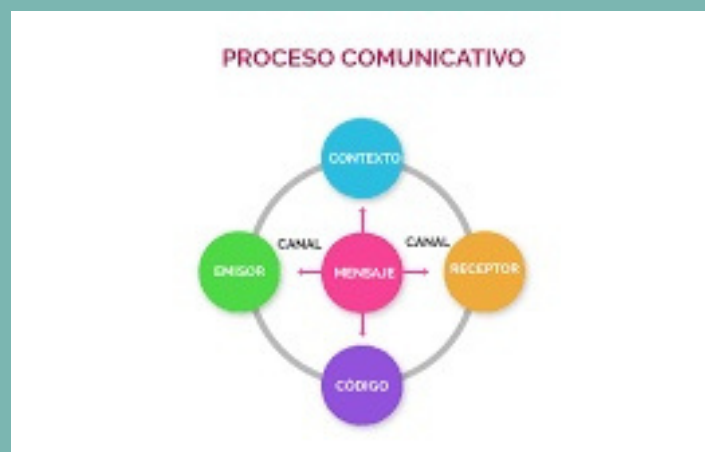 PROCESO COMUNICATIVO
CONTEXTO
CANAL
CANAL
EMISOR
MENSAJE
RECEPTOR
CÓDIGO